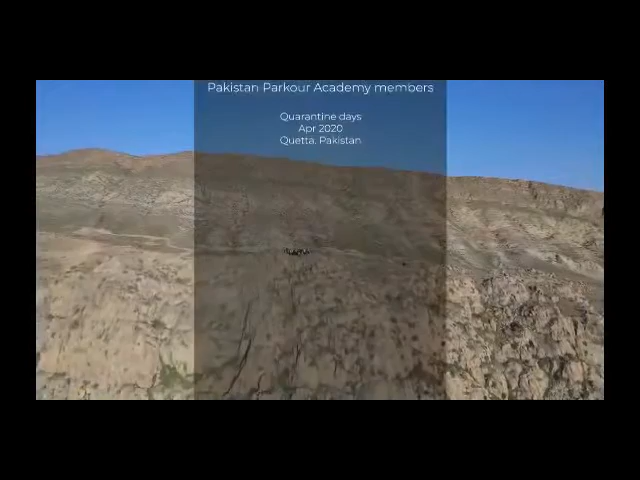 Pakistan Parkour Academy members
Quarantine days
Apr 2020
Quetta. Pakistan